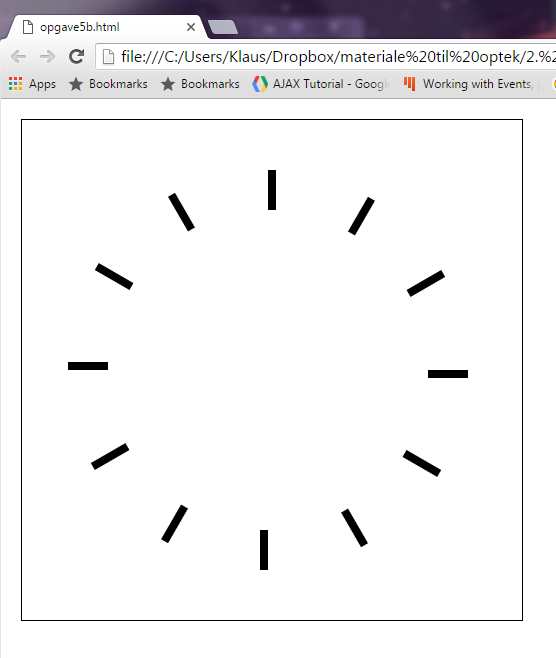 opgave5b.html
file:///C:/Users/Klaus/Dropbox/materiale%20til%20optek/2.%2
Apps Bookmarks Bookmarks AJAX Tutorial - Googl Working with Events,